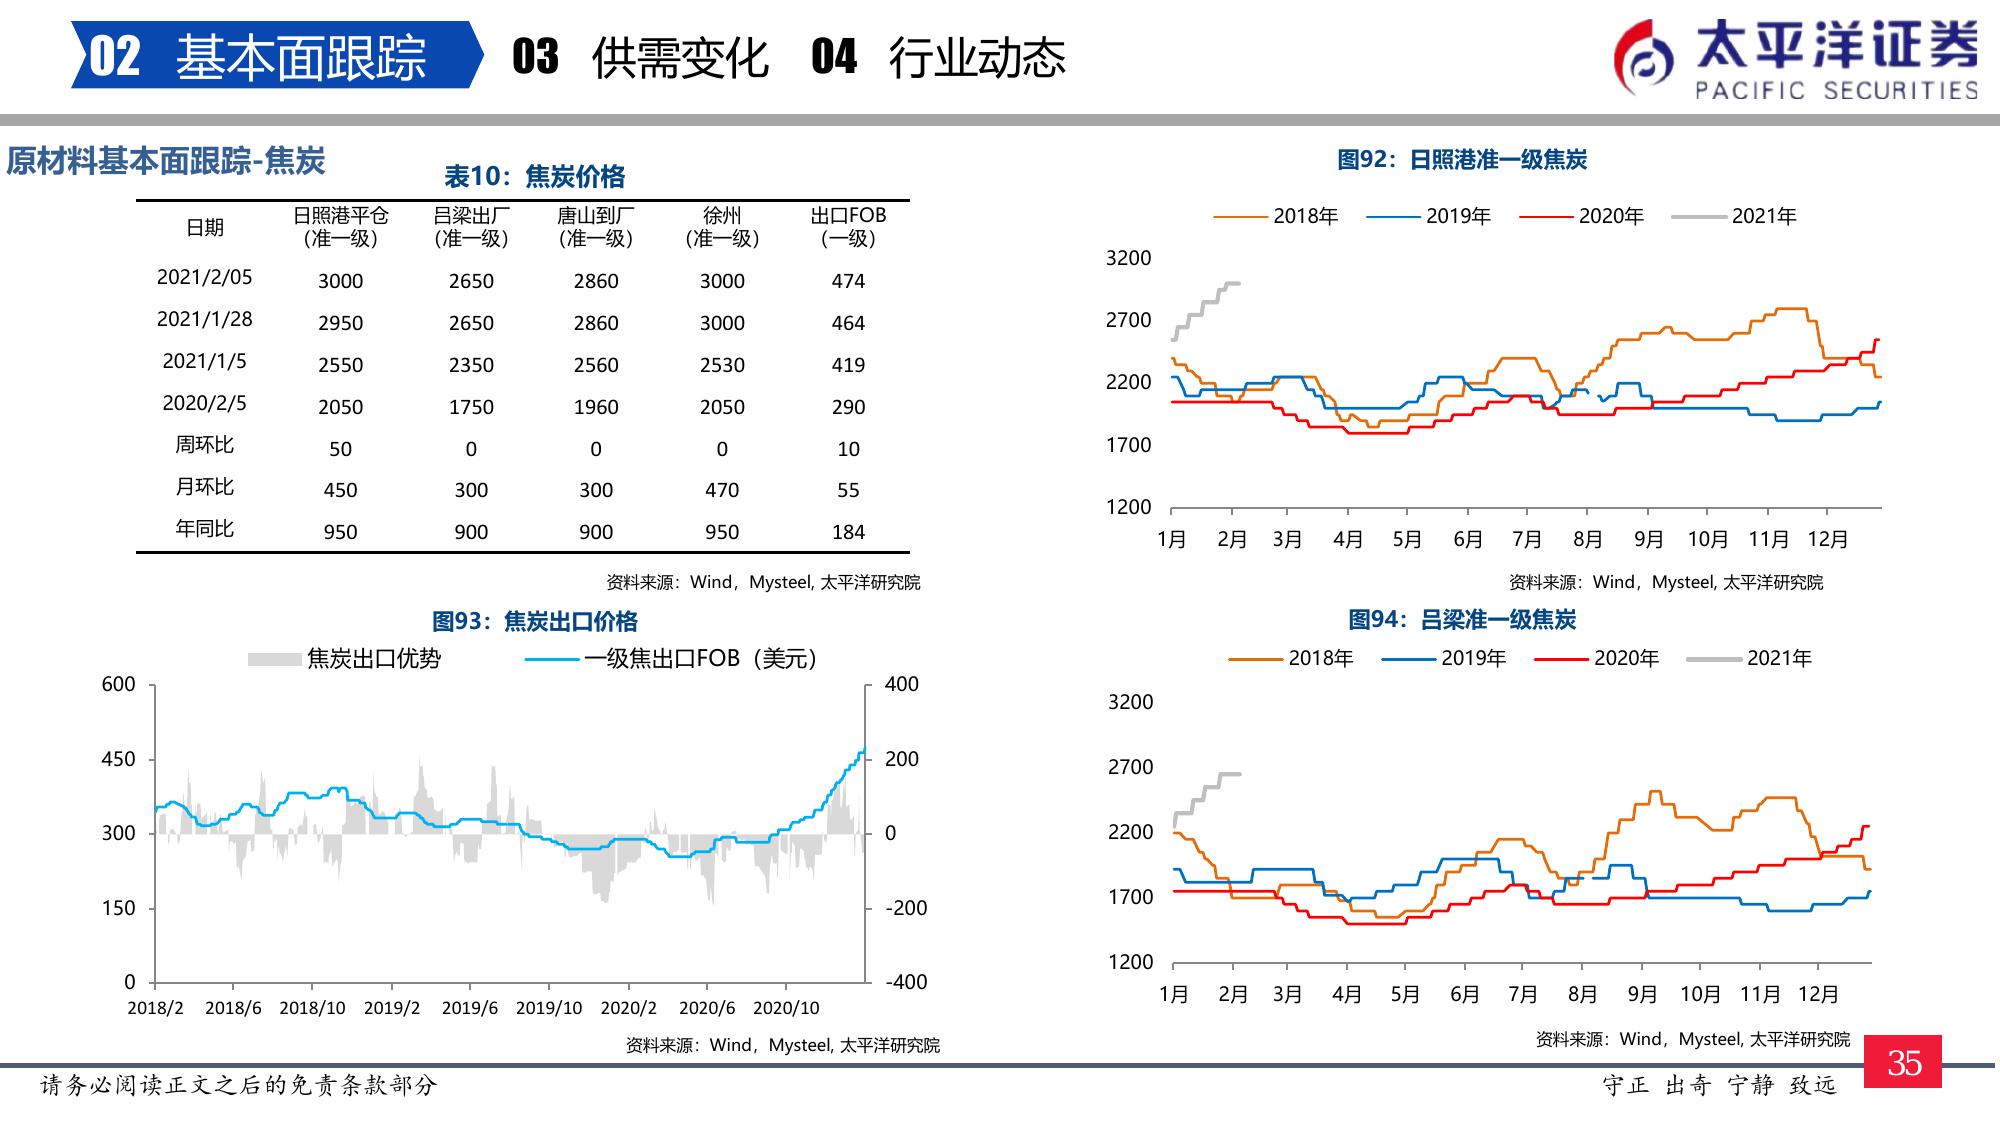 02 基本面跟踪 03 供需变化 04 行业动态
太平洋证券
PACIFIC SECURITIES
原材料基本面跟踪-焦炭
表10：焦炭价格
日期 日照港平仓（准一级） 吕梁出厂（准一级） 唐山到厂（准一级） 徐州（准一级） 出口FOB（一级）
2021/2/05 3000 2650 2860 3000 474
2021/1/28 2950 2650 2860 3000 464
2021/1/5 2550 2350 2560 2530 419
2020/2/5 2050 1750 1960 2050 290
周环比 50 0 0 0 10
月环比 450 300 300 470 55
年同比 950 900 900 950 184
资料来源：Wind，Mysteel, 太平洋研究院
图92：日照港准一级焦炭
2018年 2019年 2020年 2021年
3200
2700
2200
1700
1200
1月 2月 3月 4月 5月 6月 7月 8月 9月 10月 11月 12月
资料来源：Wind，Mysteel, 太平洋研究院
图93：焦炭出口价格
焦炭出口优势 一级焦出口FOB（美元）
600 400
450 200
300 0
150 -200
0 -400
2018/2 2018/6 2018/10 2019/2 2019/6 2019/10 2020/2 2020/6 2020/10
资料来源：Wind，Mysteel, 太平洋研究院
图94：吕梁准一级焦炭
2018年 2019年 2020年 2021年
3200
2700
2200
1700
1200
1月 2月 3月 4月 5月 6月 7月 8月 9月 10月 11月 12月
资料来源：Wind，Mysteel, 太平洋研究院
35
请务必阅读正文之后的免责条款部分
守正 出奇 宁静 致远